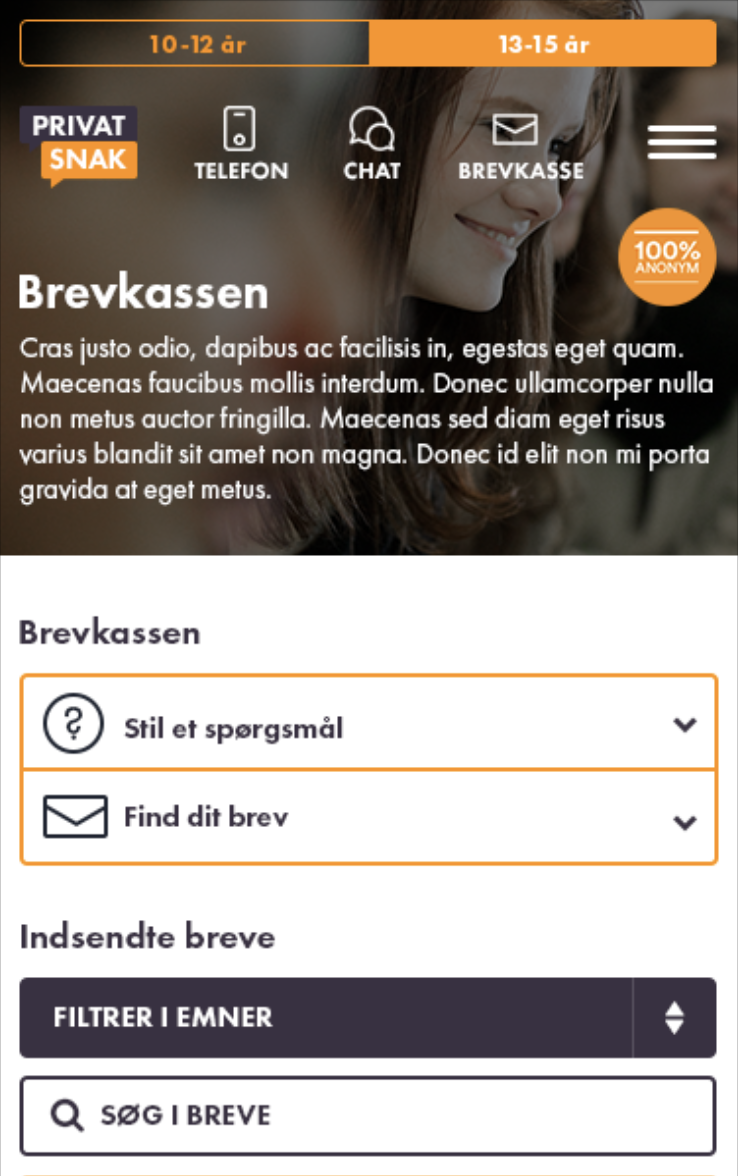 10-12 år
13-15 år
PRIVAT
SNAK
TELEFON
CHAT
BREVKASSE
100%
ANONYM
Brevkassen
Cras justo odio, dapibus ac facilisis in, egestas eget quam.
Maecenas faucibus mollis interdum. Donec ullamcorper nulla
non metus auctor fringilla. Maecenas sed diam eget risus
varius blandit sit amet non magna. Donec id elit non mi porta
gravida at eget metus.
Brevkassen
Stil et spørgsmål
Find dit brev
Indsendte breve
FILTRER I EMNER
SØG I BREVE